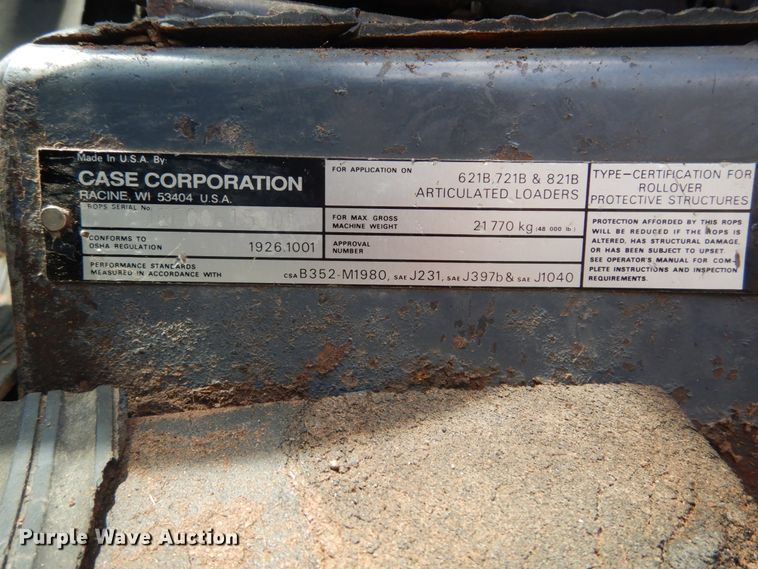 Made in U.S.A. By:
CASE CORPORATION
RACINE, WI 53404 U.S.A.
ROPS SERIAL No.
CONFORMS TO
OSHA REGULATION
1926.1001
PERFORMANCE STANDARDS
MEASURED IN ACCORDANCE WITH
CSA B352-M1980, SAE J231, SAE J397b & SAE J1040
FOR APPLICATION ON
621B, 721B & 821B
ARTICULATED LOADERS
FOR MAX GROSS
MACHINE WEIGHT
21 770 kg (48 000 lb)
APPROVAL
NUMBER
TYPE-CERTIFICATION FOR
ROLLOVER
PROTECTIVE STRUCTURES
PROTECTION AFFORDED BY THIS ROPS
WILL BE REDUCED IF THE ROPS IS
ALTERED, HAS STRUCTURAL DAMAGE,
OR HAS BEEN SUBJECT TO UPSET.
SEE OPERATOR'S MANUAL FOR COM-
PLETE INSTRUCTIONS AND INSPECTION
REQUIREMENTS.
Purple Wave Auction